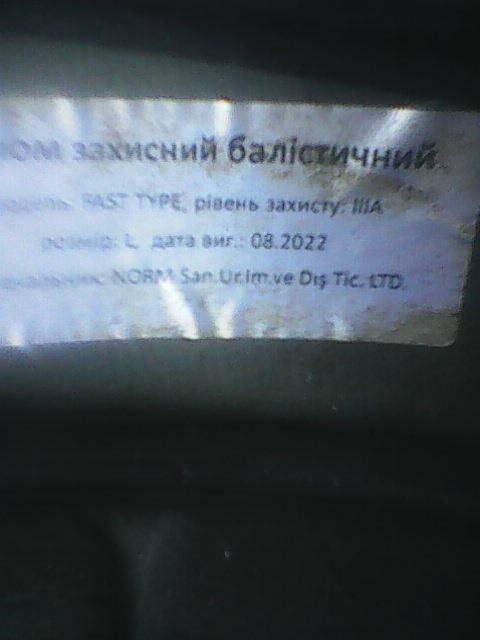 захисний балістичний
FAST TYPE, рівень захисту: IIIA
розмір: L, дата виг.: 08.2022
NORM San.Ur.Im.ve Dış Tic. LTD.